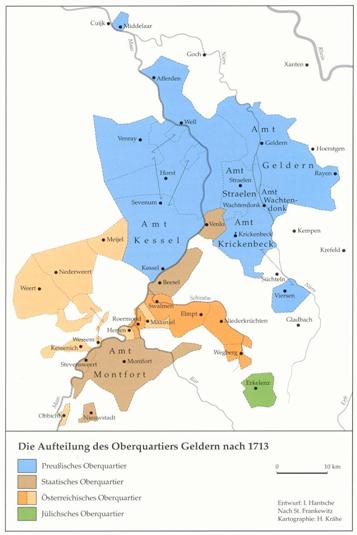 Cuijk
Middelaar
Maas
Goch
Niers
Rhein
Xanten
Afferden
Well
Amt
Geldern
Geldern
Hoerstgen
Venray
Rayen
Amt
Straelen
Straelen
Horst
Sevenum
Amt
Wachten-
donk
Wachtendonk
Amt
Kessel
Venlo
Amt
Krickenbeck
Krickenbeck
Kempen
Krefeld
Meijel
Kessel
Nederweert
Weert
Beesel
Süchteln
Niers
Viersen
Swalmen
Schwalm
Elmpt
Roermond
Maasniel
Niederkrüchten
Gladbach
Herten
Wessem
Kessenich
Wegberg
Stevensweert
Amt
Montfort
Montfort
Rur
Erkelenz
Maas
Obbicht
Nieuwstadt
Erft
Die Aufteilung des Oberquartiers Geldern nach 1713
Preußisches Oberquartier
Staatisches Oberquartier
Österreichisches Oberquartier
Jülichsches Oberquartier
0 10 km
Entwurf: I. Hantsche
Nach St. Frankewitz
Kartographie: H. Krähe